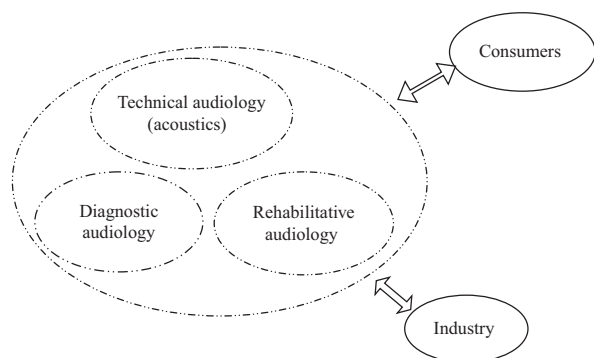 Consumers
Technical audiology
(acoustics)
Diagnostic
audiology
Rehabilitative
audiology
Industry